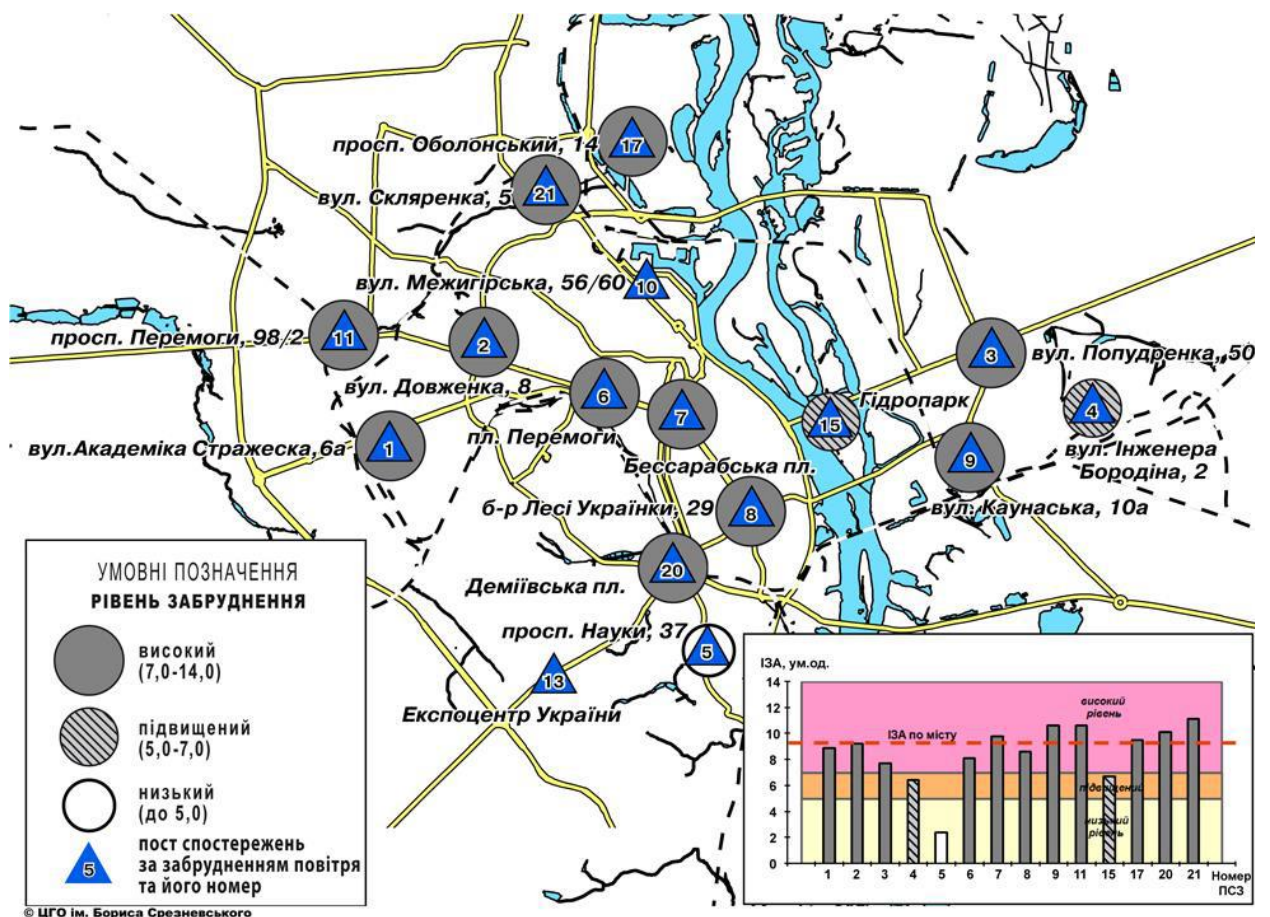 просп. Оболонський, 14
17
вул. Скляренка, 5
21
вул. Межигірська, 56/60
10
просп. Перемоги, 98/2
11
2
3
вул. Попудренка, 50
вул. Довженка, 8
6
7
Гідропарк
15
4
пл. Перемоги
вул.Академіка Стражеска,6а
1
Бессарабська пл.
9
вул. Інженера
Бородіна, 2
б-р Лесі Українки, 29
8
вул. Каунаська, 10а
20
Деміївська пл.
просп. Науки, 37
5
13
Експоцентр України
УМОВНІ ПОЗНАЧЕННЯ
РІВЕНЬ ЗАБРУДНЕННЯ
високий
(7,0-14,0)
підвищений
(5,0-7,0)
низький
(до 5,0)
5
пост спостережень
за забрудненням повітря
та його номер
ІЗА, ум.од.
14
12
10
8
6
4
2
0
високий
рівень
ІЗА по місту
підвищений
низький
рівень
1 2 3 4 5 6 7 8 9 11 15 17 20 21
Номер
ПСЗ
© ЦГО ім. Бориса Срезневського